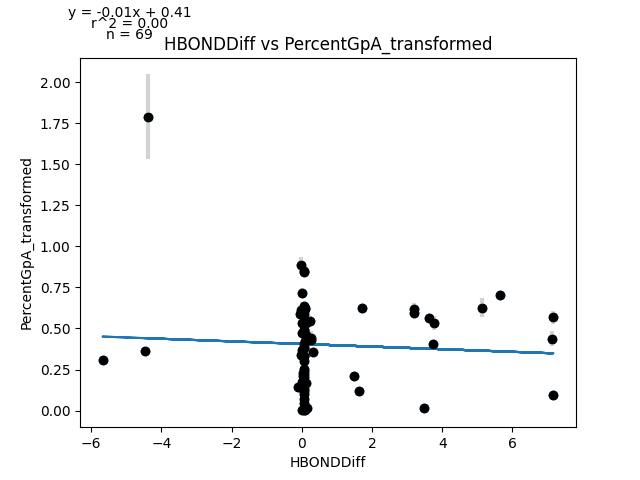 y = -0.01x + 0.41
r^2 = 0.00
n = 69
HBONDDiff vs PercentGpA_transformed
PercentGpA_transformed
2.00
1.75
1.50
1.25
1.00
0.75
0.50
0.25
0.00
−6
−4
−2
0
2
4
6
HBONDDiff